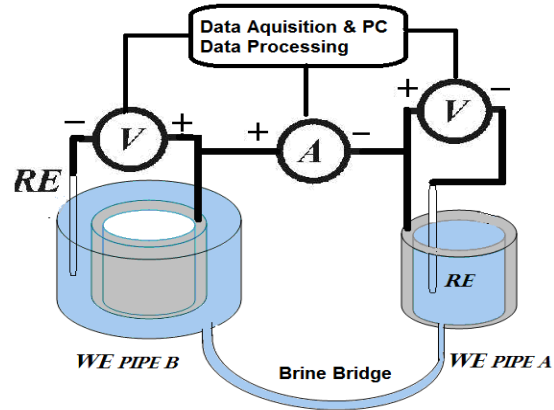 Data Aquisition & PC
Data Processing
− V +
+ A −
+ V −
RE
RE
WE PIPE B
Brine Bridge
WE PIPE A